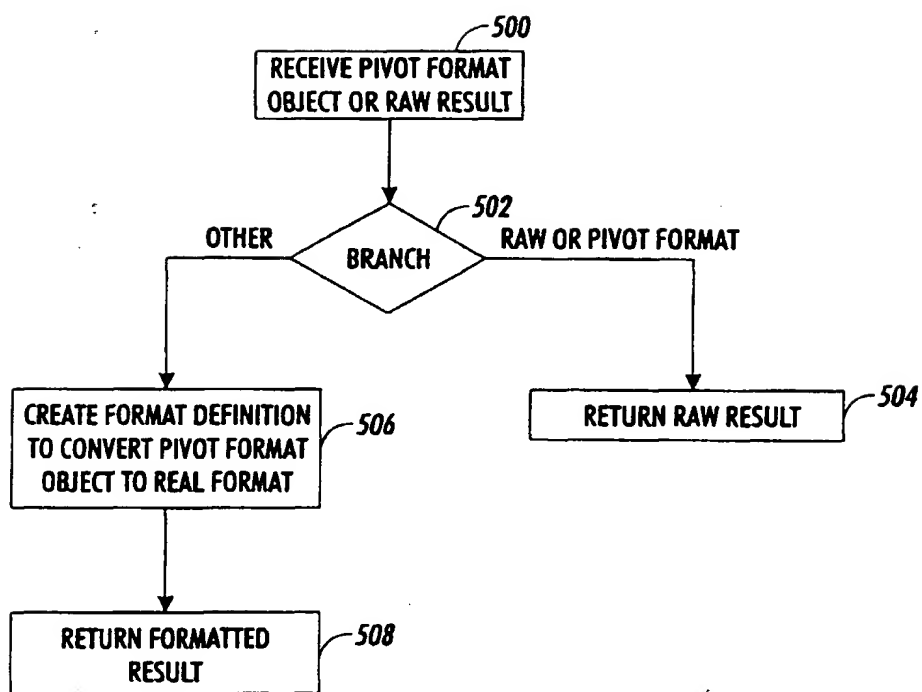 500
RECEIVE PIVOT FORMAT
OBJECT OR RAW RESULT
502
OTHER
BRANCH
RAW OR PIVOT FORMAT
CREATE FORMAT DEFINITION
TO CONVERT PIVOT FORMAT
OBJECT TO REAL FORMAT
506
RETURN RAW RESULT
504
RETURN FORMATTED
RESULT
508